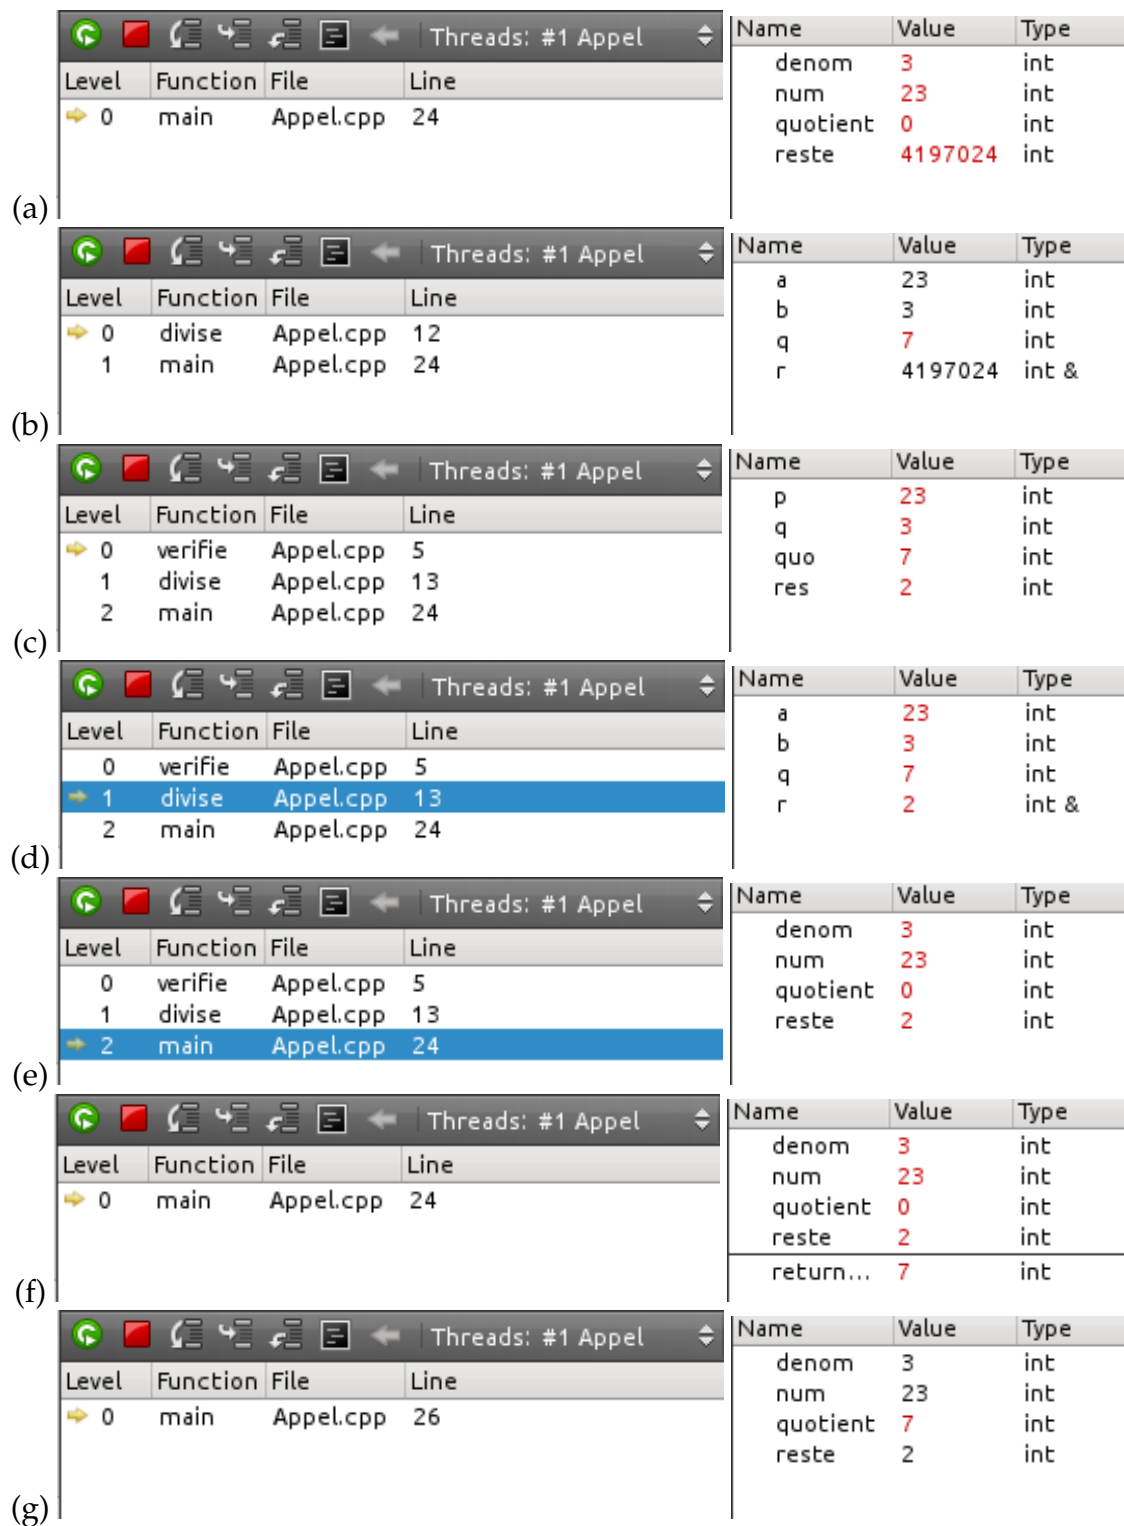 Threads: #1 Appel
Level Function File Line
0 main Appel.cpp 24
Name Value Type
denom 3 int
num 23 int
quotient 0 int
reste 4197024 int
(a)
Threads: #1 Appel
Level Function File Line
0 divise Appel.cpp 12
1 main Appel.cpp 24
Name Value Type
a 23 int
b 3 int
q 7 int
r 4197024 int &
(b)
Threads: #1 Appel
Level Function File Line
0 verifie Appel.cpp 5
1 divise Appel.cpp 13
2 main Appel.cpp 24
Name Value Type
p 23 int
q 3 int
quo 7 int
res 2 int
(c)
Threads: #1 Appel
Level Function File Line
0 verifie Appel.cpp 5
1 divise Appel.cpp 13
2 main Appel.cpp 24
Name Value Type
a 23 int
b 3 int
q 7 int
r 2 int &
(d)
Threads: #1 Appel
Level Function File Line
0 verifie Appel.cpp 5
1 divise Appel.cpp 13
2 main Appel.cpp 24
Name Value Type
denom 3 int
num 23 int
quotient 0 int
reste 2 int
(e)
Threads: #1 Appel
Level Function File Line
0 main Appel.cpp 24
Name Value Type
denom 3 int
num 23 int
quotient 0 int
reste 2 int
return... 7 int
(f)
Threads: #1 Appel
Level Function File Line
0 main Appel.cpp 26
Name Value Type
denom 3 int
num 23 int
quotient 7 int
reste 2 int
(g)